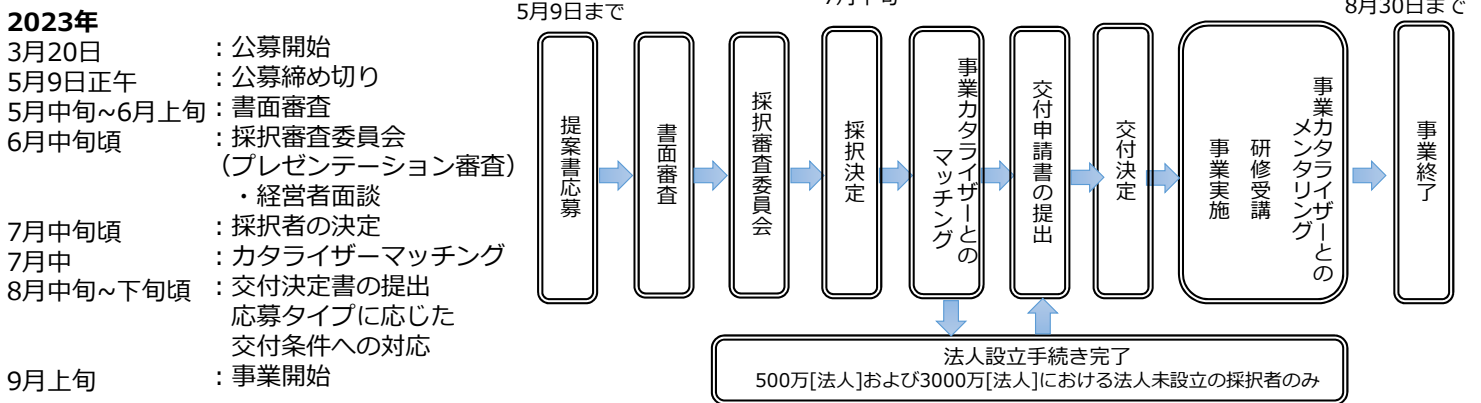 2023年
3月20日　：公募開始
5月9日正午　：公募締め切り
5月中旬~6月上旬：書面審査
6月中旬頃　：採択審査委員会
（プレゼンテーション審査）
・経営者面談
7月中旬頃　：採択者の決定
7月中　：カタライザーマッチング
8月中旬~下旬頃　：交付決定書の提出
応募タイプに応じた
交付条件への対応
9月上旬　：事業開始
5月9日まで
8月30日まで
提案書応募
書面審査
採択審査委員会
採択決定
事業カタライザーとの
マッチング
交付申請書の提出
交付決定
事業カタライザーとの
メンタリング
研修受講
事業実施
事業終了
法人設立手続き完了
500万[法人]および3000万[法人]における法人未設立の採択者のみ